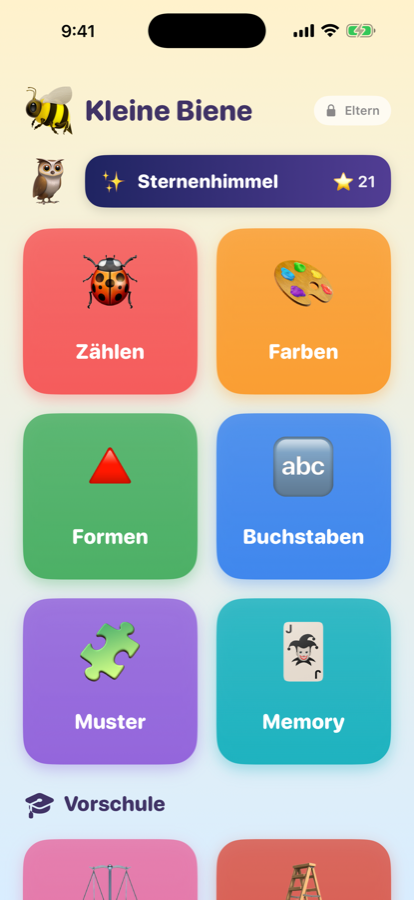 9:41
Kleine Biene
Eltern
Sternenhimmel
21
Zählen
Farben
Formen
abc
Buchstaben
Muster
J
J
Memory
Vorschule